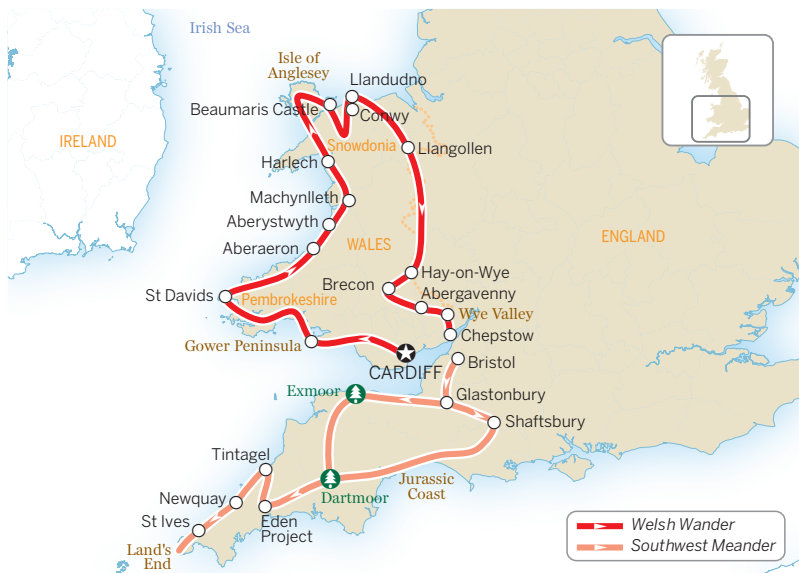 Irish Sea
Isle of
Anglesey
Llandudno
Beaumaris Castle
Conwy
IRELAND
Snowdonia
Llangollen
Harlech
Machynlleth
Aberystwyth
WALES
ENGLAND
Aberaeron
Hay-on-Wye
Brecon
Abergavenny
St Davids
Pembrokeshire
Wye Valley
Chepstow
Gower Peninsula
Bristol
CARDIFF
Exmoor
Glastonbury
Shaftsbury
Tintagel
Jurassic
Coast
Newquay
Dartmoor
St Ives
Eden
Project
Land's
End
Welsh Wander
Southwest Meander